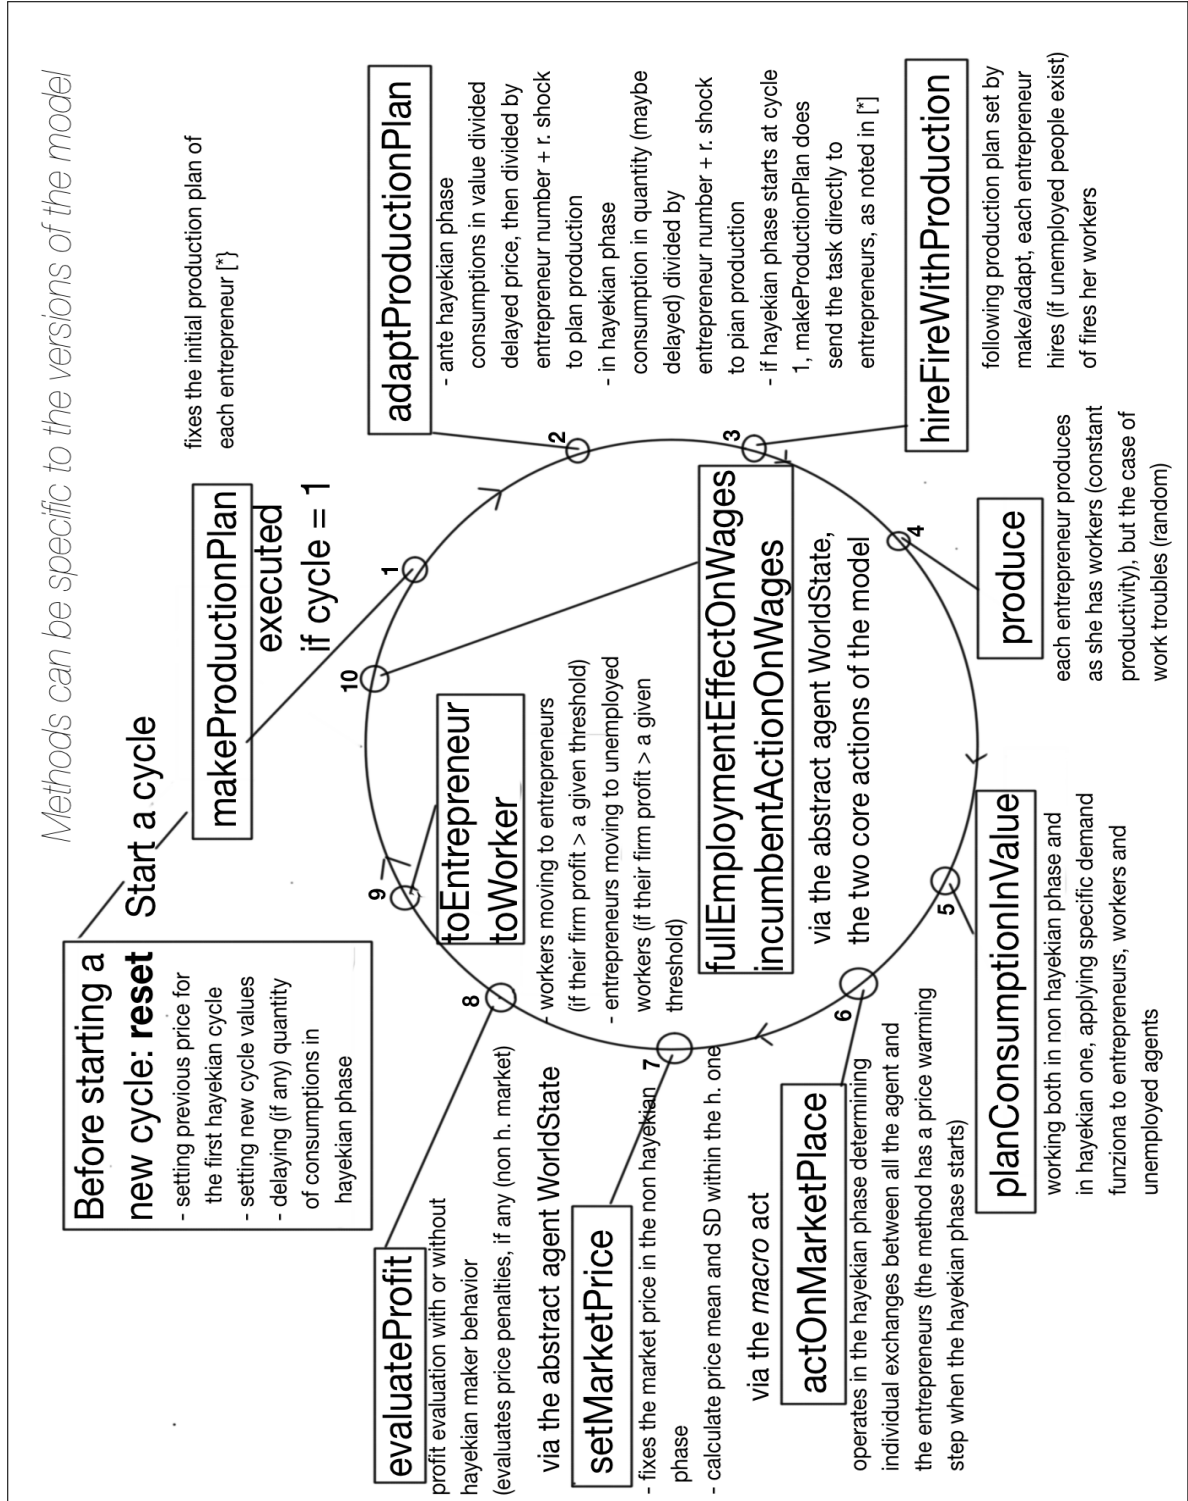 Methods can be specific to the versions of the model
Before starting a
new cycle: reset
- setting previous price for
the first hayekian cycle
- setting new cycle values
- delaying (if any) quantity
of consumptions in
hayekian phase
Start a cycle
makeProductionPlan
executed
if cycle = 1
fixes the initial production plan of
each entrepreneur [*}
1
adaptProductionPlan
- ante hayekian phase
consumptions in value divided
delayed price, then divided by
entrepreneur number + r. shock
to plan production
- in hayekian phase
consumption in quantity (maybe
delayed) divided by
entrepreneur number + r. shock
to pian production
- if hayekian phase starts at cycle
1, makeProductionPlan does
send the task directly to
entrepreneurs, as noted in [*]
2
hireFireWithProduction
following production plan set by
make/adapt, each entrepreneur
hires (if unemployed people exist)
of fires her workers
3
produce
each entrepreneur produces
as she has workers (constant
productivity), but the case of
work troubles (random)
4
planConsumptionInValue
working both in non hayekian phase and
in hayekian one, applying specific demand
funziona to entrepreneurs, workers and
unemployed agents
5
via the macro act
actOnMarketPlace
operates in the hayekian phase determining
individual exchanges between all the agent and
the entrepreneurs (the method has a price warming
step when the hayekian phase starts)
6
via the abstract agent WorldState
setMarketPrice
- fixes the market price in the non hayekian
phase
- calculate price mean and SD within the h. one
7
evaluateProfit
profit evaluation with or without
hayekian maker behavior
(evaluates price penalties, if any (non h. market)
8
toEntrepreneur
toWorker
- workers moving to entrepreneurs
(if their firm profit > a given threshold)
- entrepreneurs moving to unemployed
workers (if their firm profit > a given
threshold)
9
fullEmploymentEffectOnWages
incumbentActionOnWages
via the abstract agent WorldState,
the two core actions of the model
10